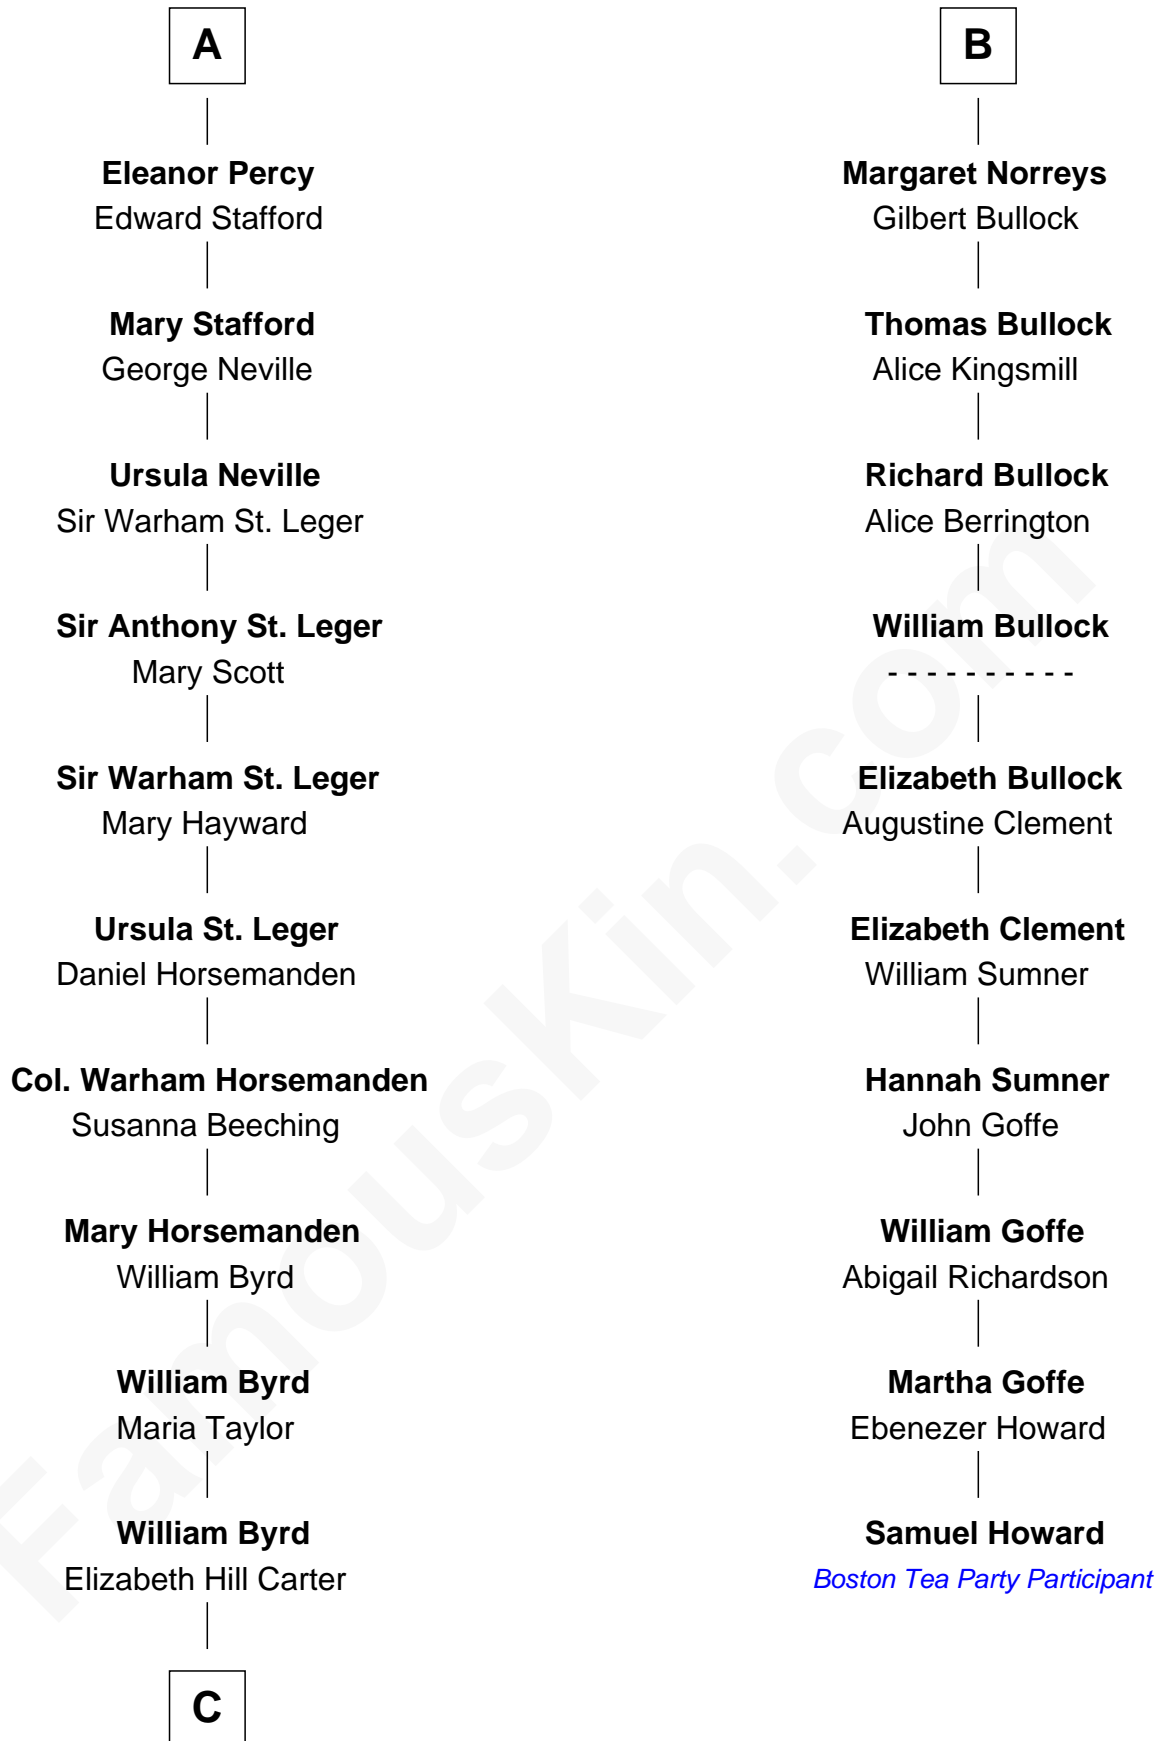 A
Eleanor Percy
Edward Stafford
Mary Stafford
George Neville
Ursula Neville
Sir Warham St. Leger
Sir Anthony St. Leger
Mary Scott
Sir Warham St. Leger
Mary Hayward
Ursula St. Leger
Daniel Horsemanden
Col. Warham Horsemanden
Susanna Beeching
Mary Horsemanden
William Byrd
William Byrd
Maria Taylor
William Byrd
Elizabeth Hill Carter
C
B
Margaret Norreys
Gilbert Bullock
Thomas Bullock
Alice Kingsmill
Richard Bullock
Alice Berrington
William Bullock
- - - - - - - - - -
Elizabeth Bullock
Augustine Clement
Elizabeth Clement
William Sumner
Hannah Sumner
John Goffe
William Goffe
Abigail Richardson
Martha Goffe
Ebenezer Howard
Samuel Howard
Boston Tea Party Participant
FamousKin.com